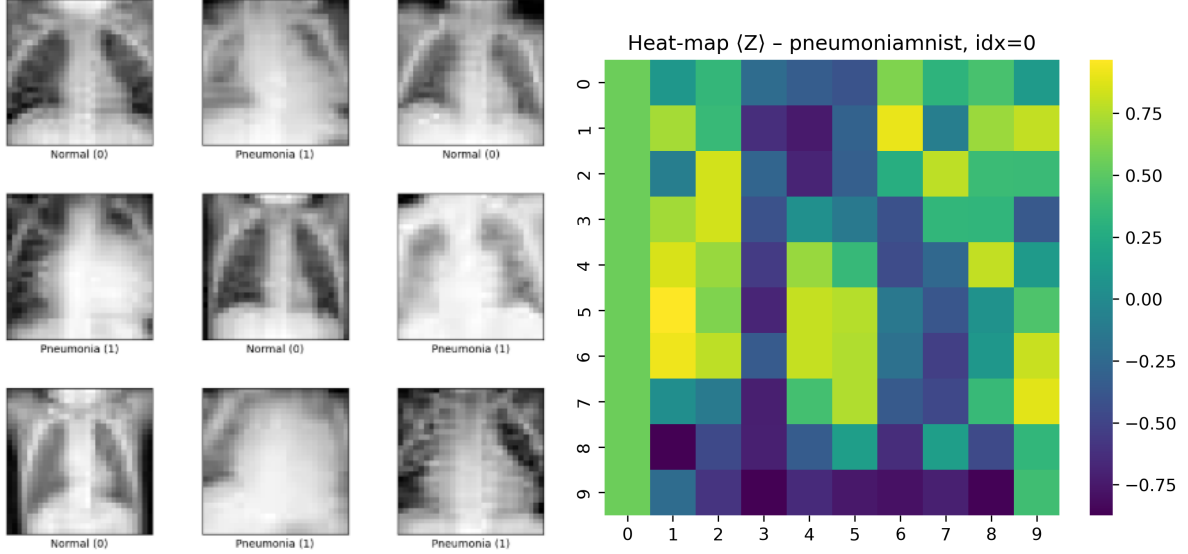 Normal (0)
Pneumonia (1)
Normal (0)
Pneumonia (1)
Normal (0)
Pneumonia (1)
Normal (0)
Pneumonia (1)
Pneumonia (1)
Heat-map ⟨Z⟩ – pneumoniamnist, idx=0
0
1
2
3
4
5
6
7
8
9
0 1 2 3 4 5 6 7 8 9
0.75
0.50
0.25
0.00
−0.25
−0.50
−0.75